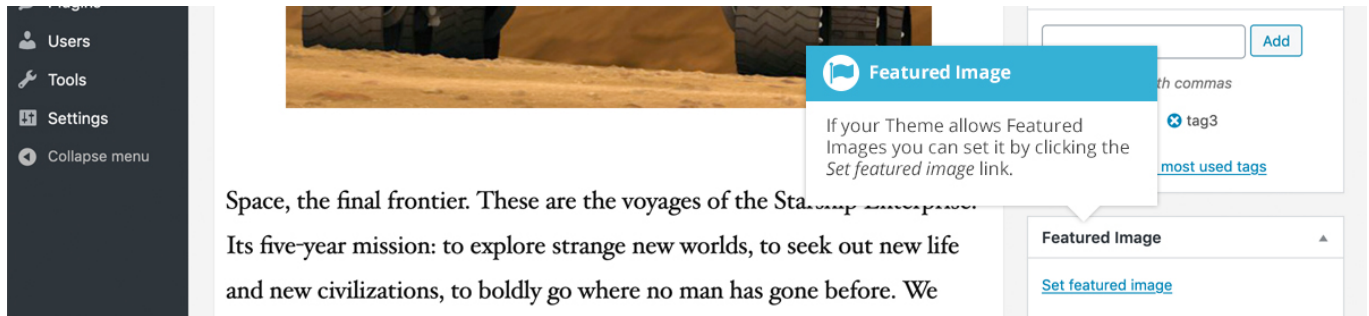 Users
Tools
Settings
Collapse menu
Space, the final frontier. These are the voyages of the Starship Enterprise.
Its five-year mission: to explore strange new worlds, to seek out new life
and new civilizations, to boldly go where no man has gone before. We
Featured Image
If your Theme allows Featured
Images you can set it by clicking the
Set featured image link.
Add
commas
tag3
most used tags
Featured Image
Set featured image